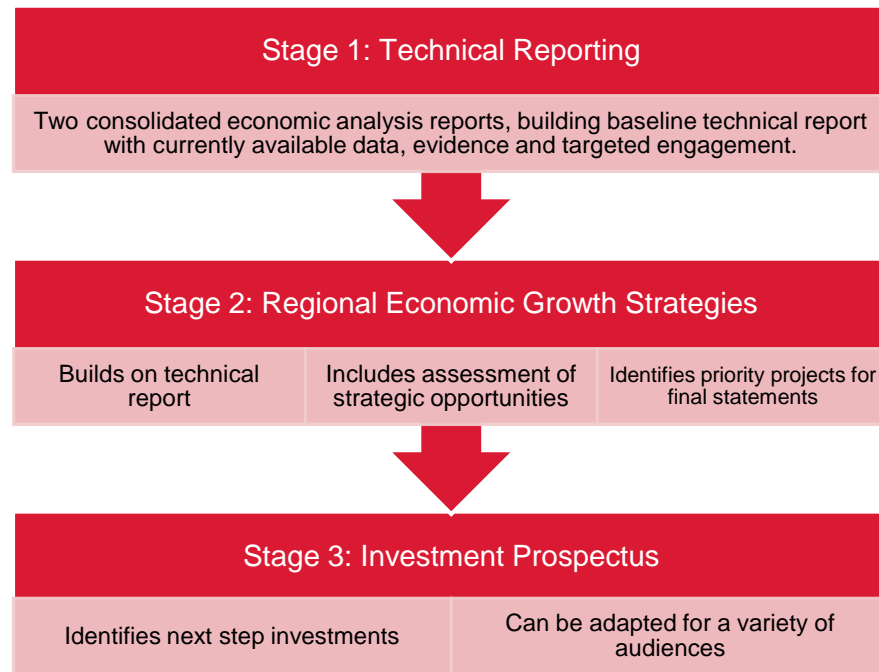 Stage 1: Technical Reporting
Two consolidated economic analysis reports, building baseline technical report
with currently available data, evidence and targeted engagement.
Stage 2: Regional Economic Growth Strategies
Builds on technical
report
Includes assessment of
strategic opportunities
Identifies priority projects for
final statements
Stage 3: Investment Prospectus
Identifies next step investments
Can be adapted for a variety of
audiences